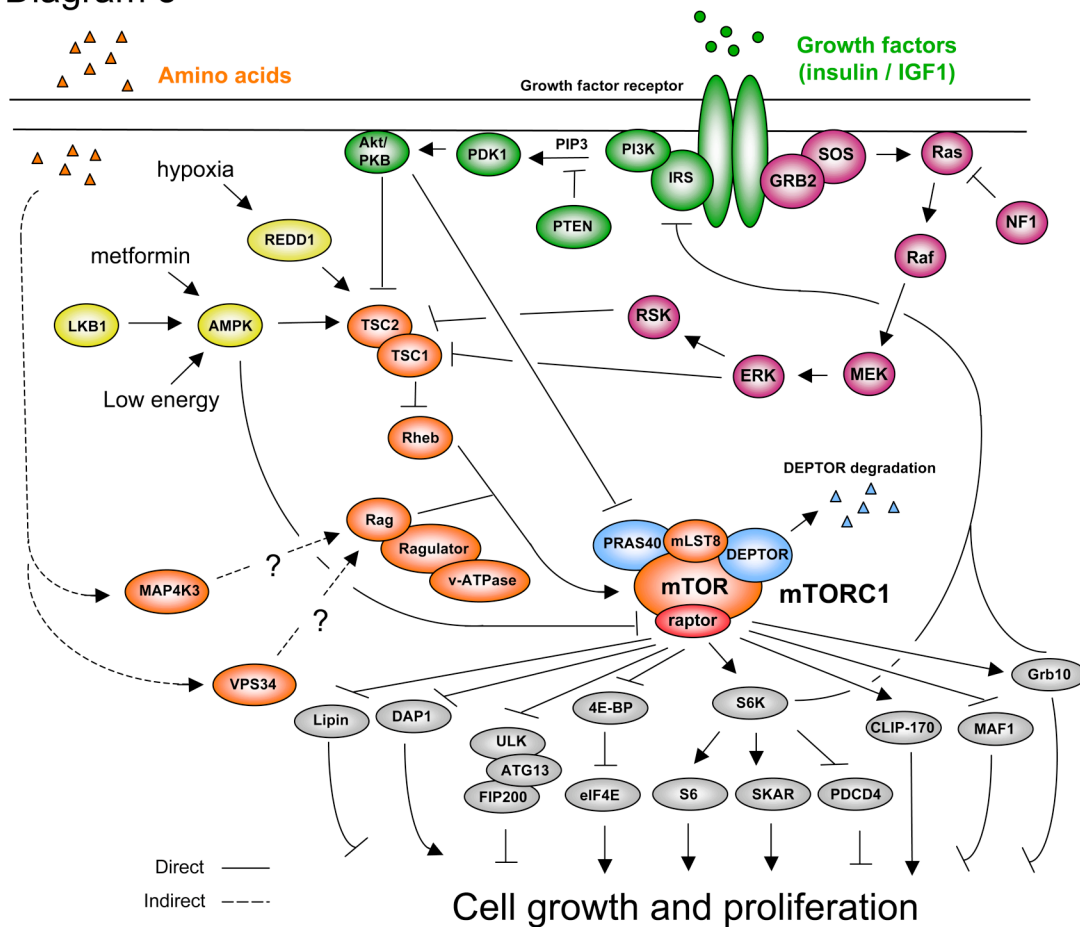 Amino acids
Growth factors
(insulin / IGF1)
Growth factor receptor
Akt/
PKB
PDK1
PIP3
PI3K
IRS
GRB2
SOS
Ras
hypoxia
PTEN
NF1
REDD1
Raf
metformin
LKB1
AMPK
TSC2
TSC1
RSK
ERK
MEK
Low energy
Rheb
DEPTOR degradation
Rag
Ragulator
v-ATPase
PRAS40
mLST8
DEPTOR
mTOR
mTORC1
raptor
?
MAP4K3
?
VPS34
Grb10
Lipin
DAP1
4E-BP
S6K
CLIP-170
MAF1
ULK
ATG13
FIP200
eIF4E
S6
SKAR
PDCD4
Direct
Indirect
Cell growth and proliferation